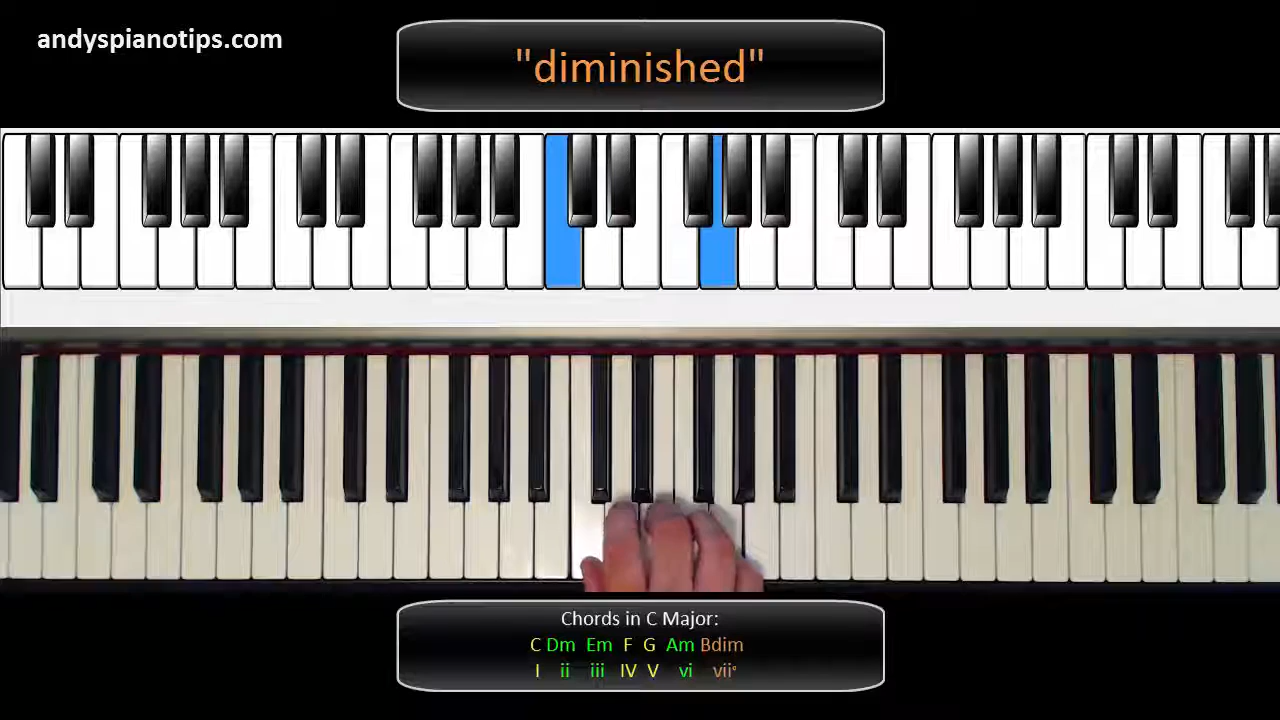 andyspianotips.com
"diminished"
Chords in C Major:
C Dm Em F G Am Bdim
I ii iii IV V vi vii°